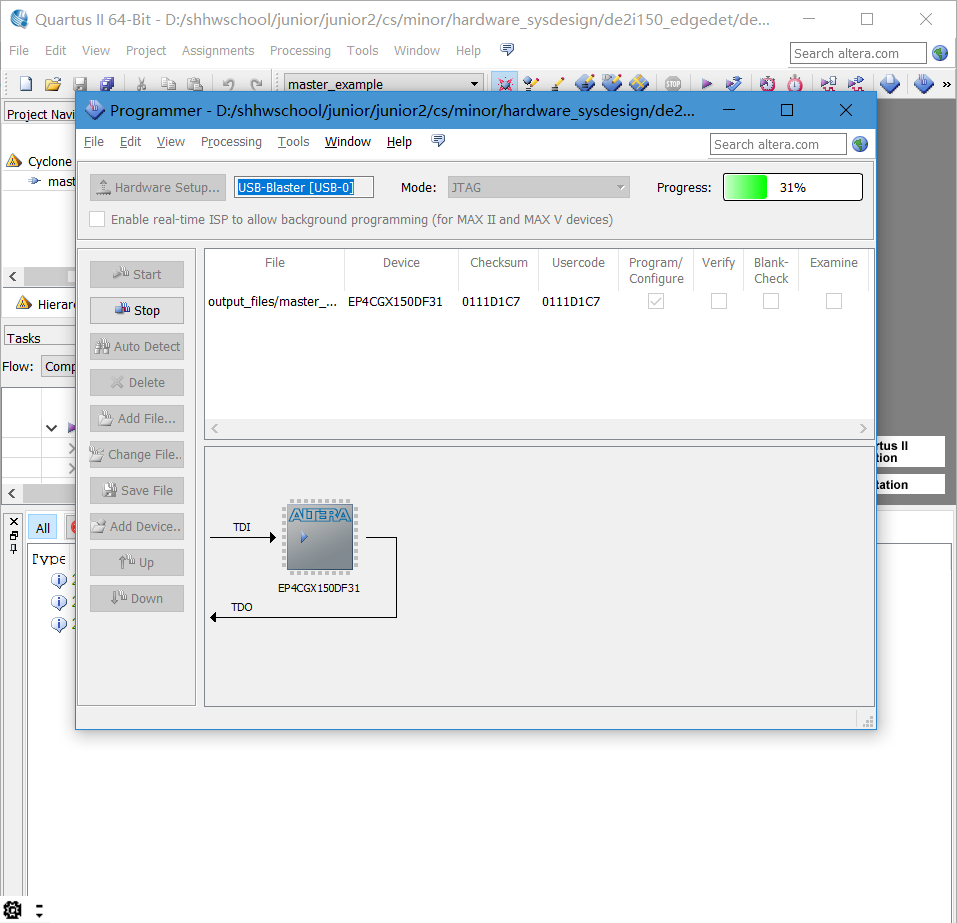 Quartus II 64-Bit - D:/shhwschool/junior/junior2/cs/minor/hardware_sysdesign/de2i150_edgedet/de...
File Edit View Project Assignments Processing Tools Window Help
Search altera.com
master_example
STOP
»
Project Navi
Cyclone
mast
Hierar
Tasks
Flow: Comp
Programmer - D:/shhwschool/junior/junior2/cs/minor/hardware_sysdesign/de2...
File Edit View Processing Tools Window Help
Search altera.com
Hardware Setup... USB-Blaster [USB-0] Mode: JTAG Progress: 31%
Enable real-time ISP to allow background programming (for MAX II and MAX V devices)
Start
Stop
Auto Detect
Delete
Add File...
Change File..
Save File
Add Device..
Up
Down
File Device Checksum Usercode Program/ Configure Verify Blank- Check Examine
output_files/master_... EP4CGX150DF31 0111D1C7 0111D1C7
TDI
ALTERA
EP4CGX150DF31
TDO
rtus II
tion
tation
All
Type
2
2
2